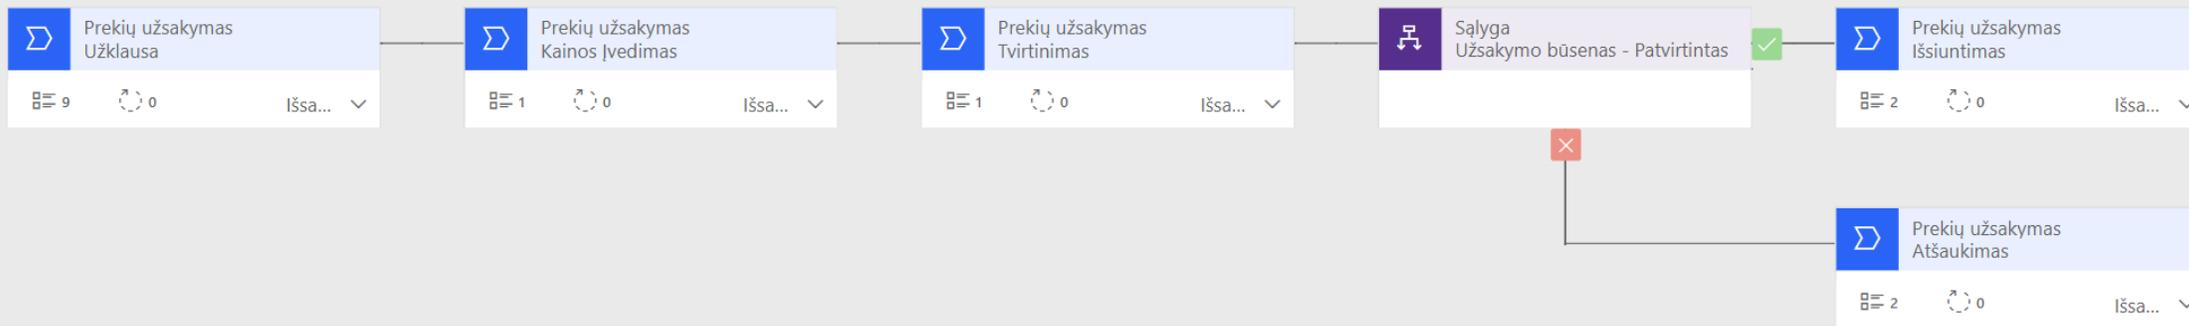 Prekių užsakymas
Užklausa
9 0 Išsa...
Prekių užsakymas
Kainos Įvedimas
1 0 Išsa...
Prekių užsakymas
Tvirtinimas
1 0 Išsa...
Sąlyga
Užsakymo būsenas - Patvirtintas
Prekių užsakymas
Išsiuntimas
2 0 Išsa...
Prekių užsakymas
Atšaukimas
2 0 Išsa...